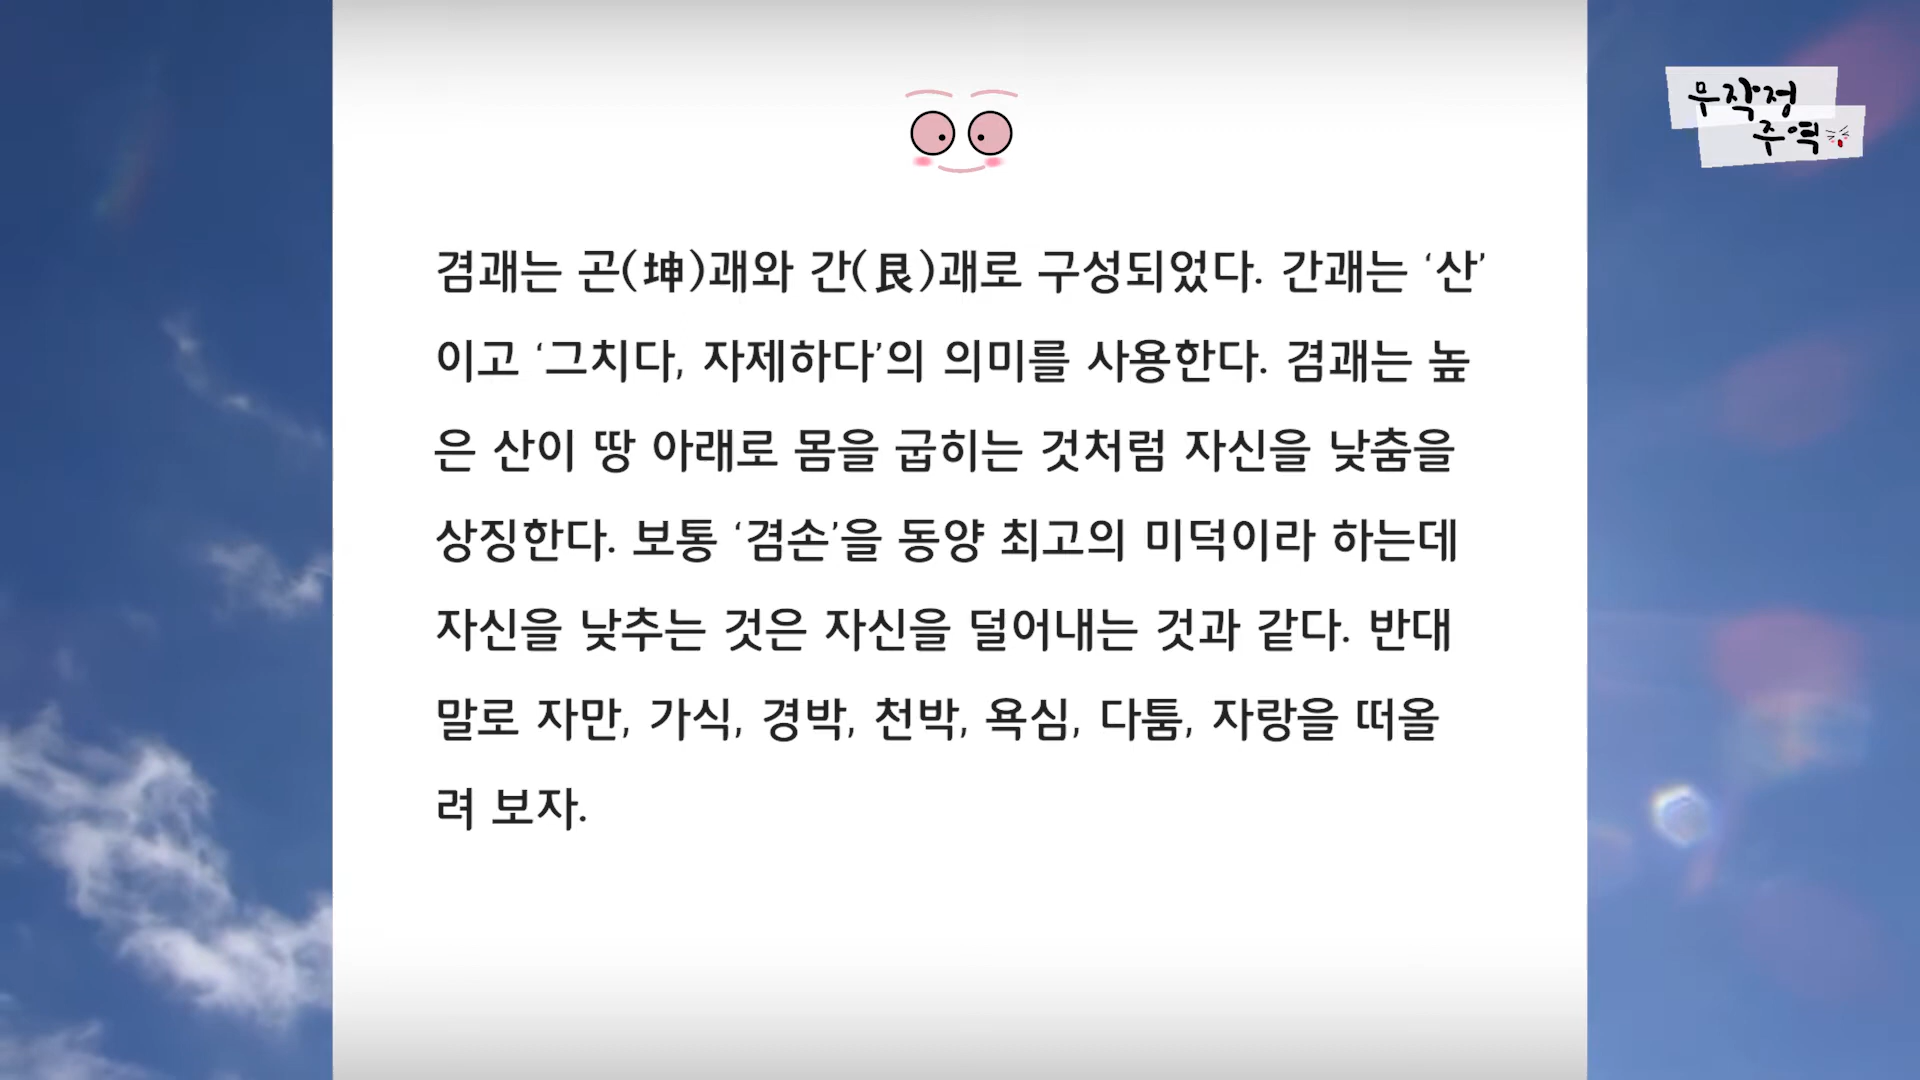 무작정
주역
겸괘는 곤(坤)괘와 간(艮)괘로 구성되었다. 간괘는 ‘산’
이고 ‘그치다, 자제하다’의 의미를 사용한다. 겸괘는 높
은 산이 땅 아래로 몸을 굽히는 것처럼 자신을 낮춤을
상징한다. 보통 ‘겸손’을 동양 최고의 미덕이라 하는데
자신을 낮추는 것은 자신을 덜어내는 것과 같다. 반대
말로 자만, 가식, 경박, 천박, 욕심, 다툼, 자랑을 떠올
려 보자.